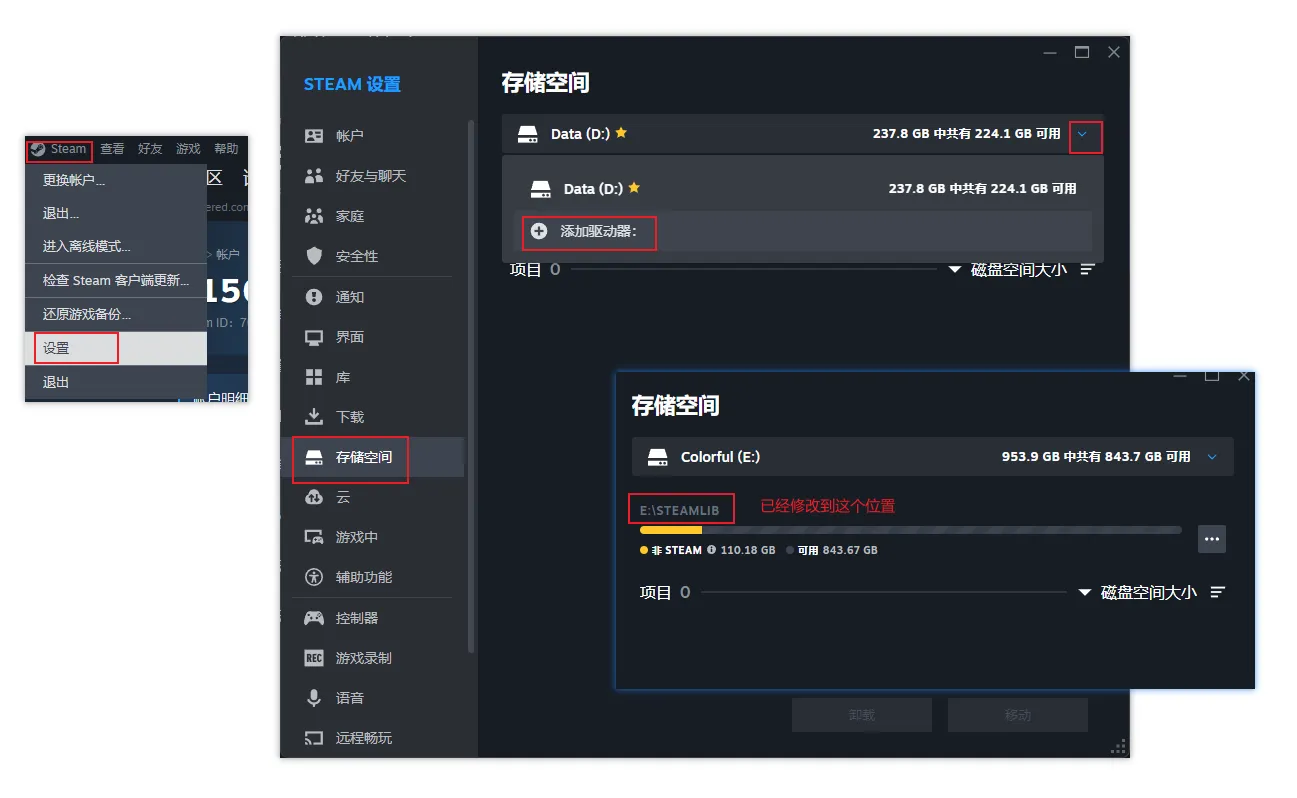 Steam 查看 好友 游戏 帮助
更换帐户...
退出...
进入离线模式...
检查 Steam 客户端更新...
还原游戏备份...
设置
退出
区
ered.com
> 帐户
150
m ID: 7
帐户明细
STEAM 设置
帐户
好友与聊天
家庭
安全性
通知
界面
库
下载
存储空间
云
游戏中
辅助功能
控制器
REC 游戏录制
语音
远程畅玩
存储空间
Data (D:) 237.8 GB 中共有 224.1 GB 可用
Data (D:) 237.8 GB 中共有 224.1 GB 可用
添加驱动器:
项目 0 磁盘空间大小
卸载 移动
存储空间
Colorful (E:) 953.9 GB 中共有 843.7 GB 可用
E:\STEAMLIB 已经修改到这个位置
非 STEAM 110.18 GB 可用 843.67 GB
项目 0 磁盘空间大小